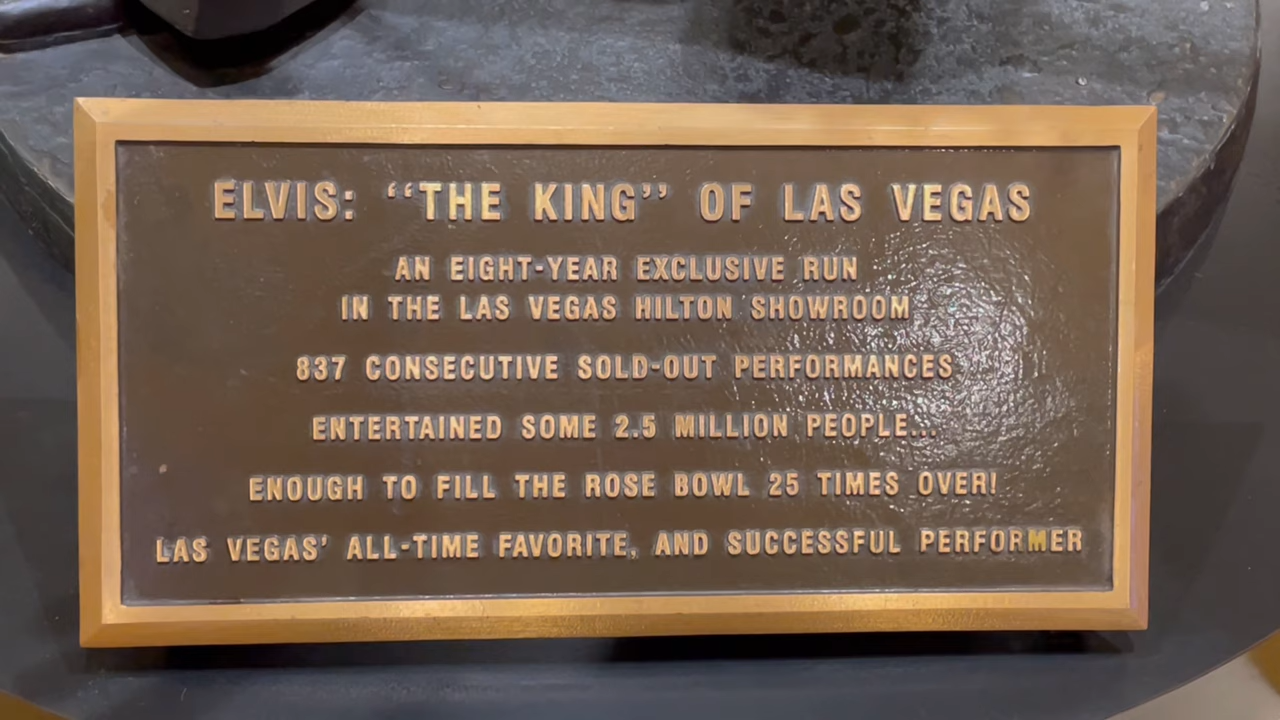 ELVIS: “THE KING” OF LAS VEGAS
AN EIGHT-YEAR EXCLUSIVE RUN
IN THE LAS VEGAS HILTON SHOWROOM
837 CONSECUTIVE SOLD-OUT PERFORMANCES
ENTERTAINED SOME 2.5 MILLION PEOPLE...
ENOUGH TO FILL THE ROSE BOWL 25 TIMES OVER!
LAS VEGAS’ ALL-TIME FAVORITE, AND SUCCESSFUL PERFORMER